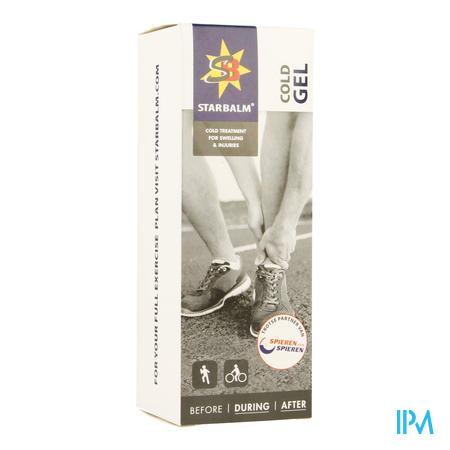 SB
STARBALM®
COLD TREATMENT
FOR SWELLING
& INJURIES
COLD
GEL
FOR YOUR FULL EXERCISE PLAN VISIT STARBALM.COM
TROTSE PARTNER VAN
SPIEREN VOOR
SPIEREN
BEFORE | DURING | AFTER
IPM